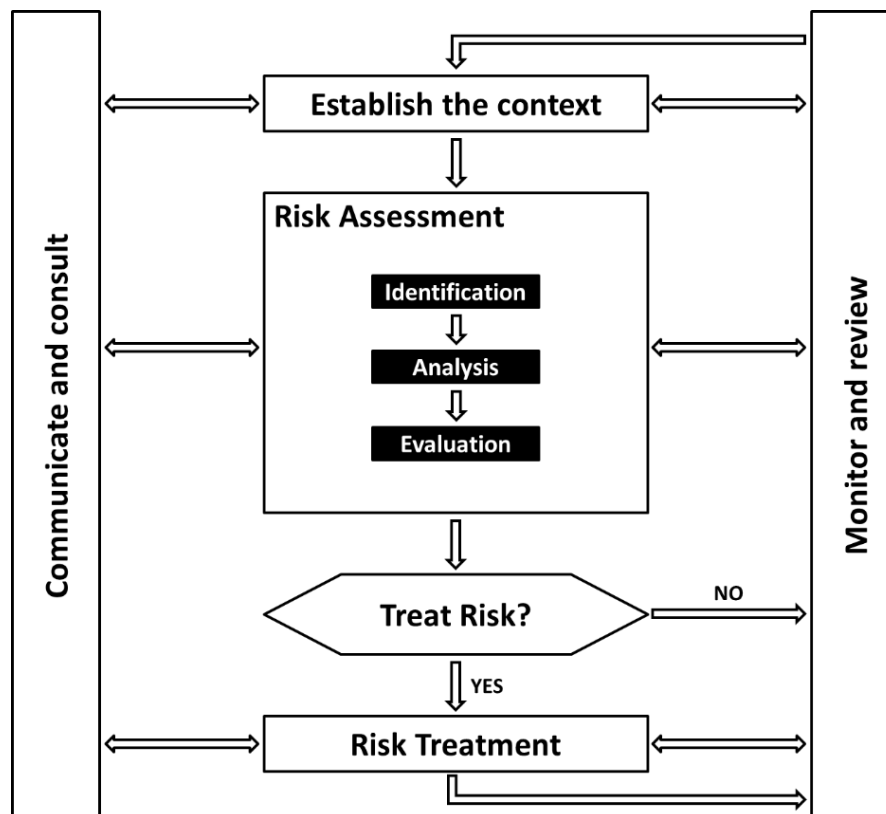 Communicate and consult
Establish the context
Risk Assessment
Identification
Analysis
Evaluation
Treat Risk?
NO
YES
Risk Treatment
Monitor and review